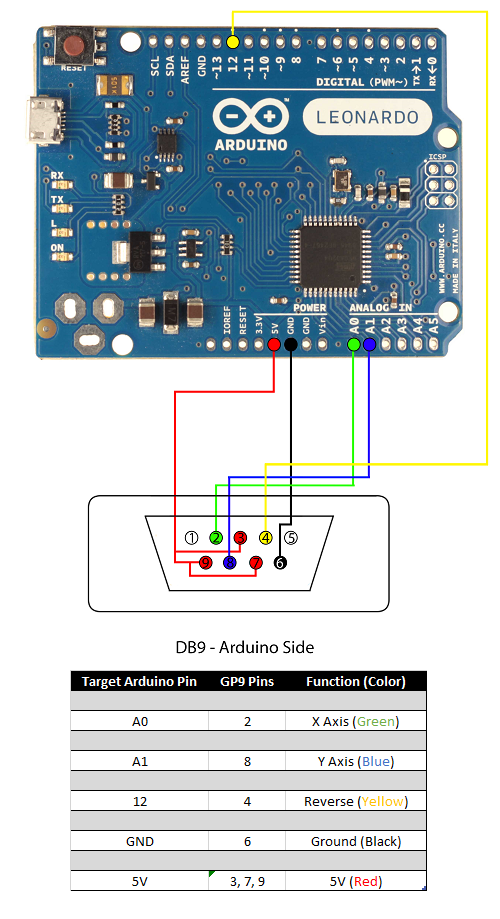 RESET
SCL
SDA
AREF
GND
~13
12
~11
~10
~9
8
7
~6
~5
4
~3
2
TX→1
RX←0
DIGITAL (PWM~)
ARDUINO
LEONARDO
™
ICSP
RX
TX
L
ON
WWW.ARDUINO.CC
MADE IN ITALY
POWER
ANALOG IN
IOREF
RESET
3.3V
5V
GND
GND
Vin
A0
A1
A2
A3
A4
A5
1 2 3 4 5
9 8 7 6
DB9 - Arduino Side
Target Arduino Pin GP9 Pins Function (Color)
A0 2 X Axis (Green)
A1 8 Y Axis (Blue)
12 4 Reverse (Yellow)
GND 6 Ground (Black)
5V 3, 7, 9 5V (Red)